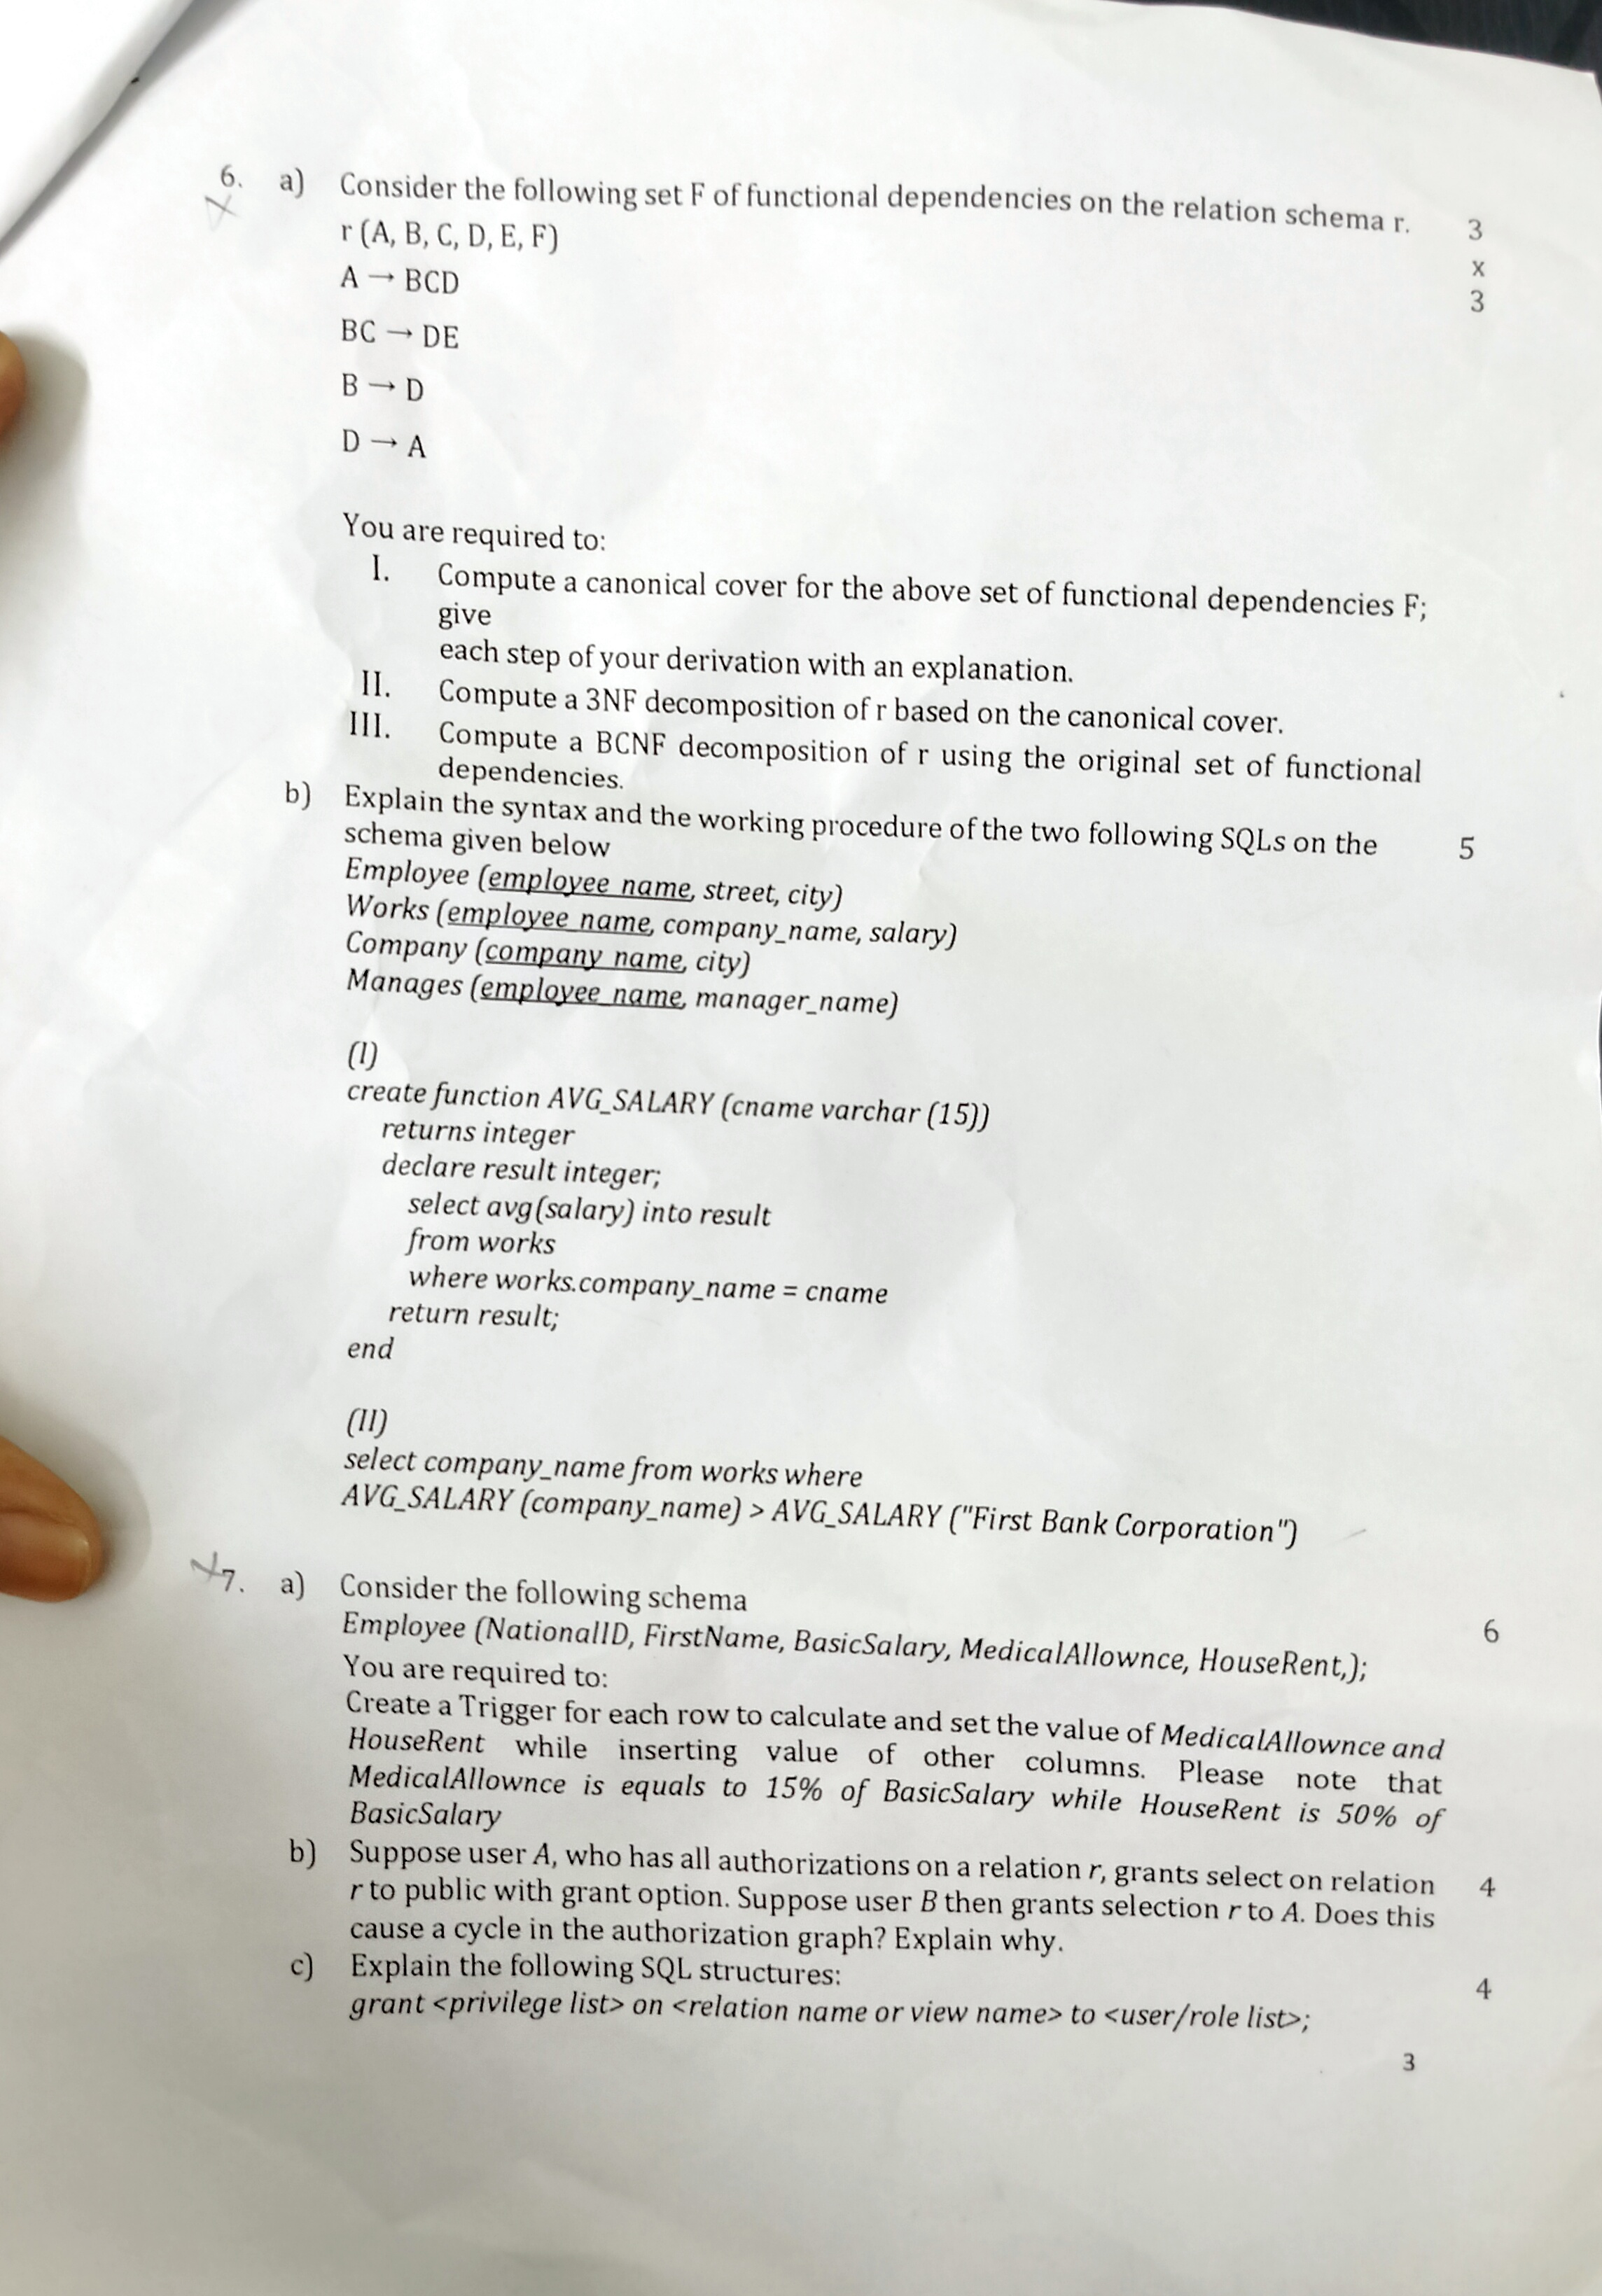 6. a) Consider the following set F of functional dependencies on the relation schema r. 3
r (A, B, C, D, E, F) x
A → BCD 3
BC → DE
B → D
D → A
You are required to:
I. Compute a canonical cover for the above set of functional dependencies F;
give
each step of your derivation with an explanation.
II. Compute a 3NF decomposition of r based on the canonical cover.
III. Compute a BCNF decomposition of r using the original set of functional
dependencies.
b) Explain the syntax and the working procedure of the two following SQLs on the 5
schema given below
Employee (employee_name, street, city)
Works (employee_name, company_name, salary)
Company (company_name, city)
Manages (employee_name, manager_name)
(I)
create function AVG_SALARY (cname varchar (15))
returns integer
declare result integer;
select avg(salary) into result
from works
where works.company_name = cname
return result;
end
(II)
select company_name from works where
AVG_SALARY (company_name) > AVG_SALARY ("First Bank Corporation")
7. a) Consider the following schema
Employee (NationalID, FirstName, BasicSalary, MedicalAllownce, HouseRent,); 6
You are required to:
Create a Trigger for each row to calculate and set the value of MedicalAllownce and
HouseRent while inserting value of other columns. Please note that
MedicalAllownce is equals to 15% of BasicSalary while HouseRent is 50% of
BasicSalary
b) Suppose user A, who has all authorizations on a relation r, grants select on relation 4
r to public with grant option. Suppose user B then grants selection r to A. Does this
cause a cycle in the authorization graph? Explain why.
c) Explain the following SQL structures: 4
grant <privilege list> on <relation name or view name> to <user/role list>;
3